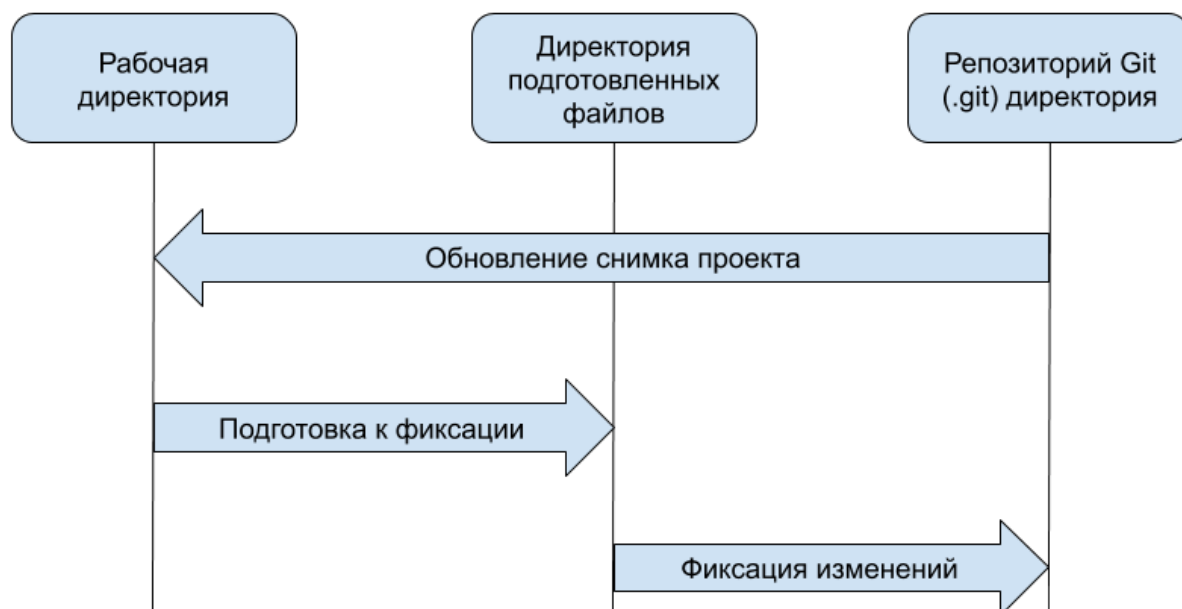 Рабочая
директория
Директория
подготовленных
файлов
Репозиторий Git
(.git) директория
Обновление снимка проекта
Подготовка к фиксации
Фиксация изменений